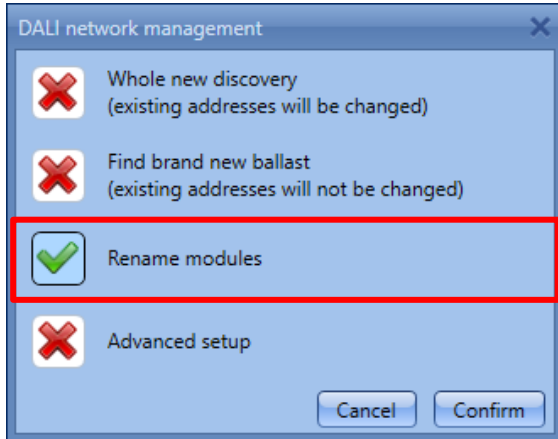 DALI network management
Whole new discovery
(existing addresses will be changed)
Find brand new ballast
(existing addresses will not be changed)
Rename modules
Advanced setup
Cancel Confirm